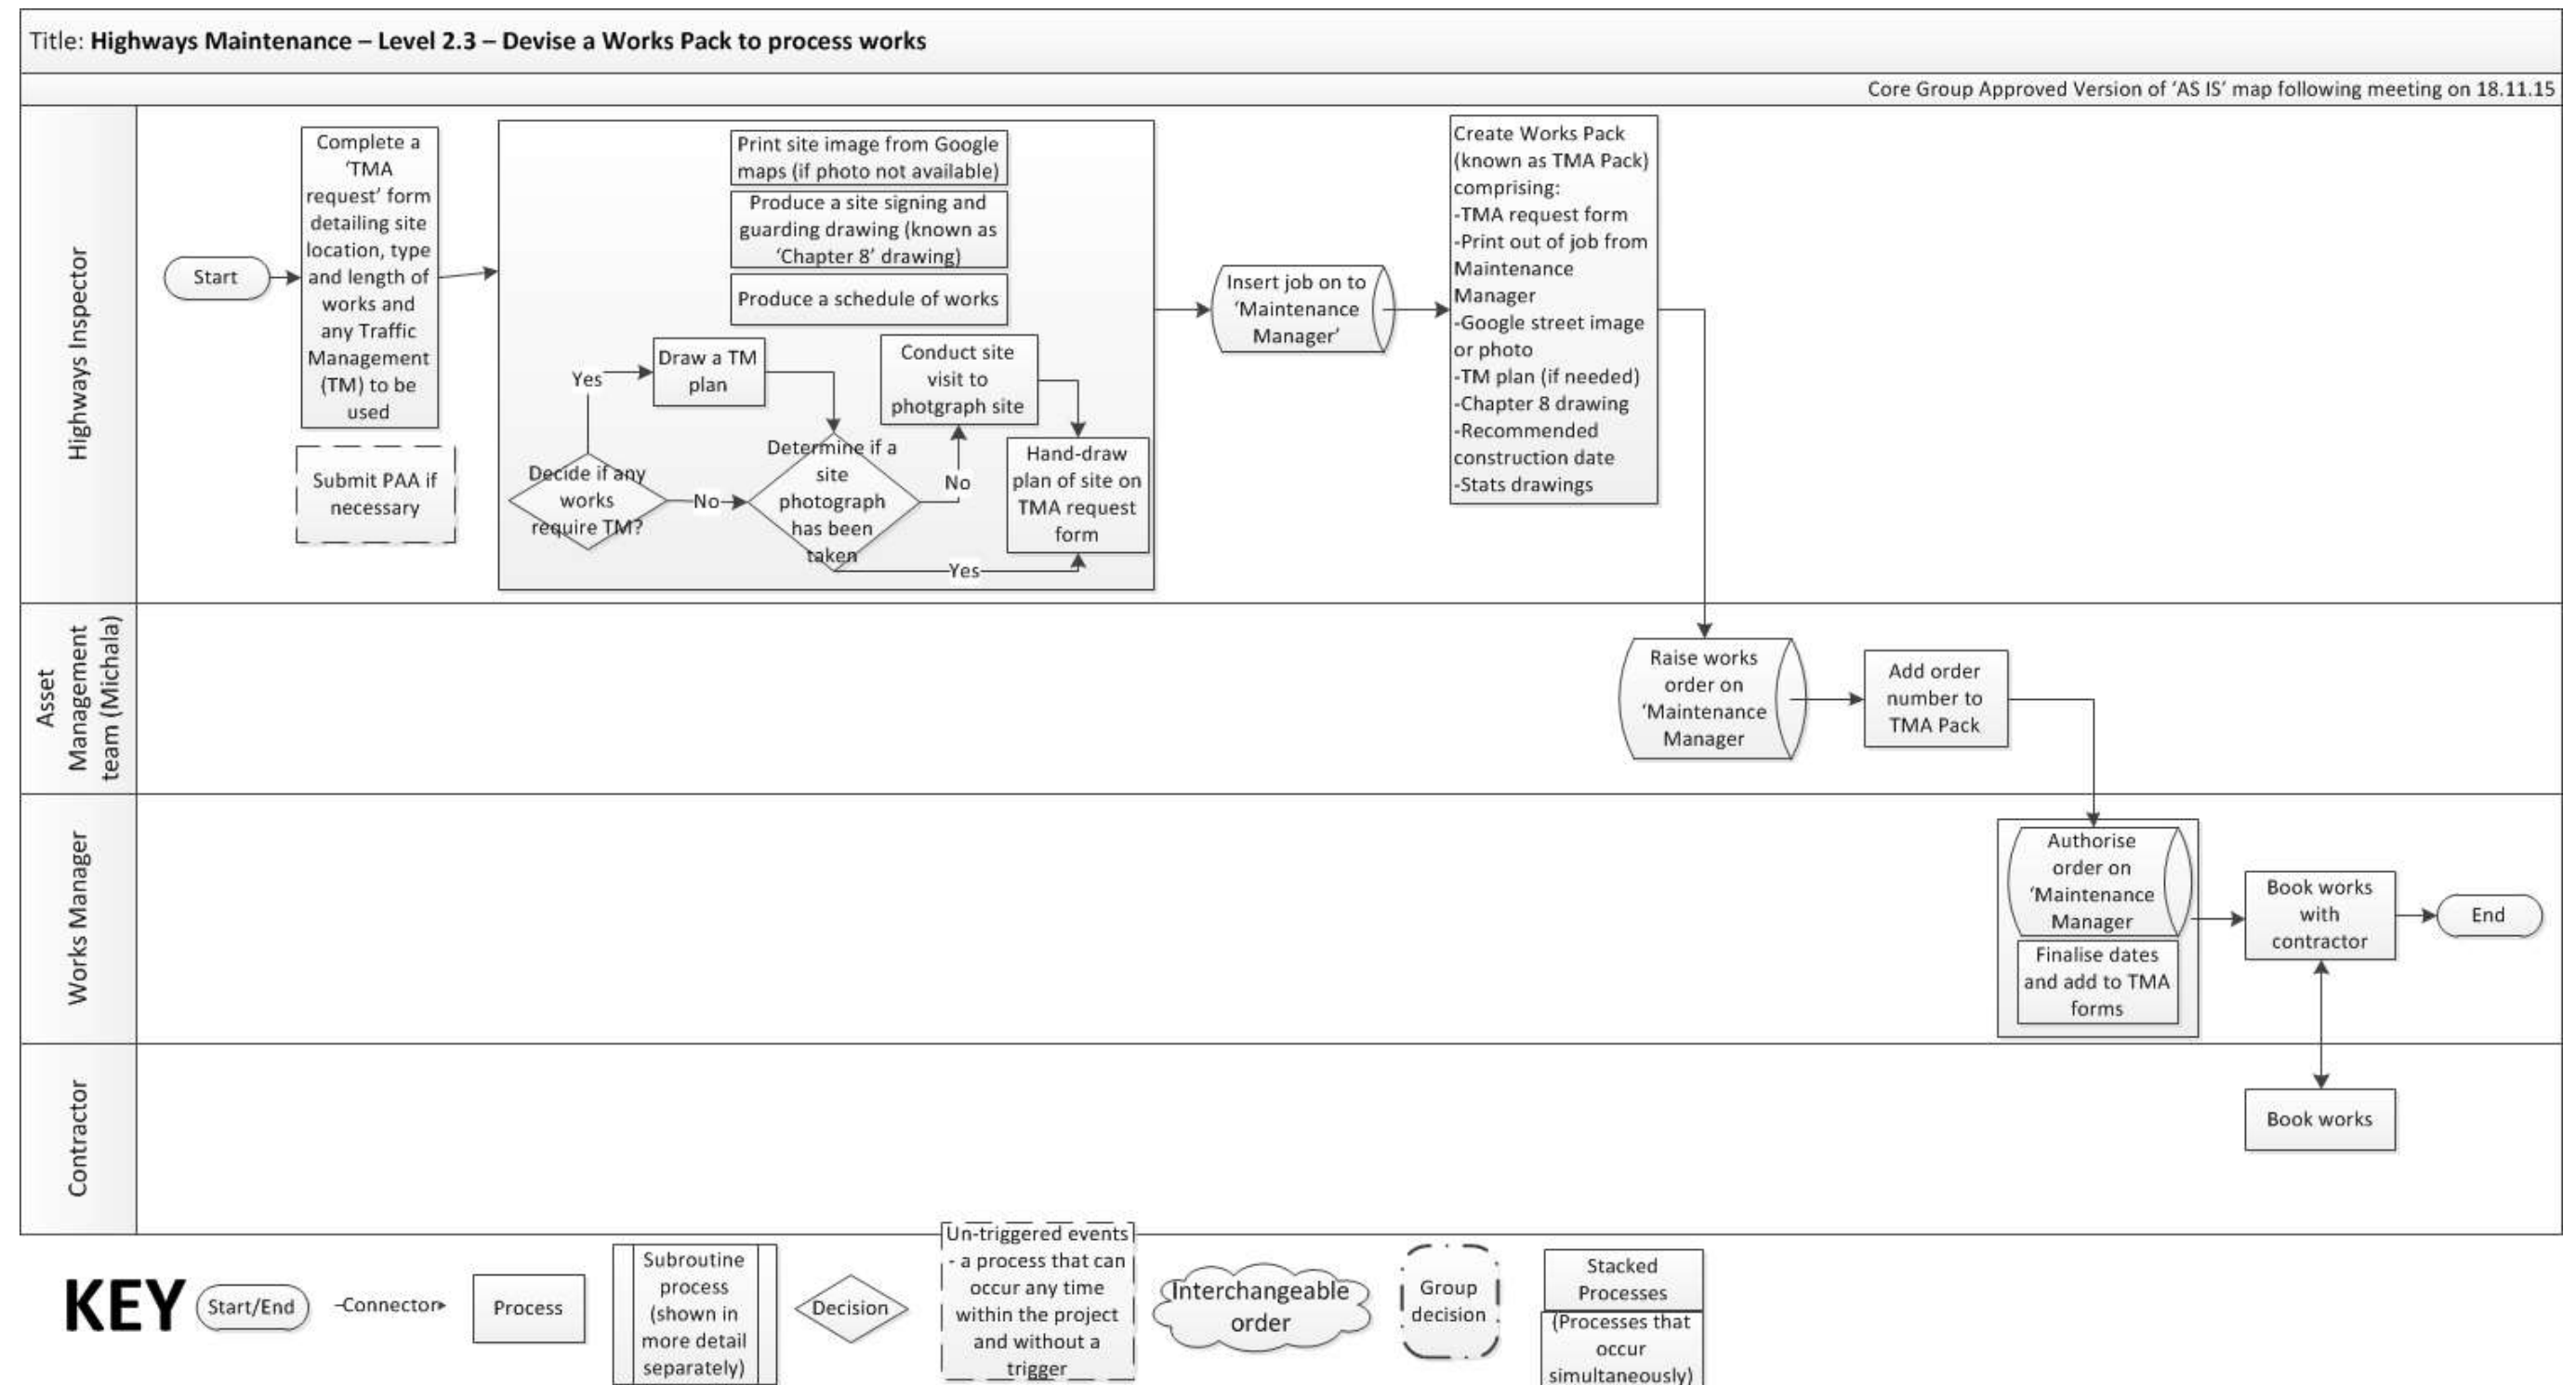 Title: Highways Maintenance – Level 2.3 – Devise a Works Pack to process works
Core Group Approved Version of ‘AS IS’ map following meeting on 18.11.15
Highways Inspector
Start
Complete a
‘TMA
request’ form
detailing site
location, type
and length of
works and
any Traffic
Management
(TM) to be
used
Submit PAA if
necessary
Print site image from Google
maps (if photo not available)
Produce a site signing and
guarding drawing (known as
‘Chapter 8’ drawing)
Produce a schedule of works
Decide if any
works
require TM?
Yes
Draw a TM
plan
No
Determine if a
site
photograph
has been
taken
No
Conduct site
visit to
photgraph site
Yes
Hand-draw
plan of site on
TMA request
form
Insert job on to
‘Maintenance
Manager’
Create Works Pack
(known as TMA Pack)
comprising:
-TMA request form
-Print out of job from
Maintenance
Manager
-Google street image
or photo
-TM plan (if needed)
-Chapter 8 drawing
-Recommended
construction date
-Stats drawings
Asset
Management
team (Michala)
Raise works
order on
‘Maintenance
Manager
Add order
number to
TMA Pack
Works Manager
Authorise
order on
‘Maintenance
Manager
Finalise dates
and add to TMA
forms
Book works
with
contractor
End
Contractor
Book works
KEY
Start/End
Connector
Process
Subroutine
process
(shown in
more detail
separately)
Decision
Un-triggered events
- a process that can
occur any time
within the project
and without a
trigger
Interchangeable
order
Group
decision
Stacked
Processes
(Processes that
occur
simultaneously)